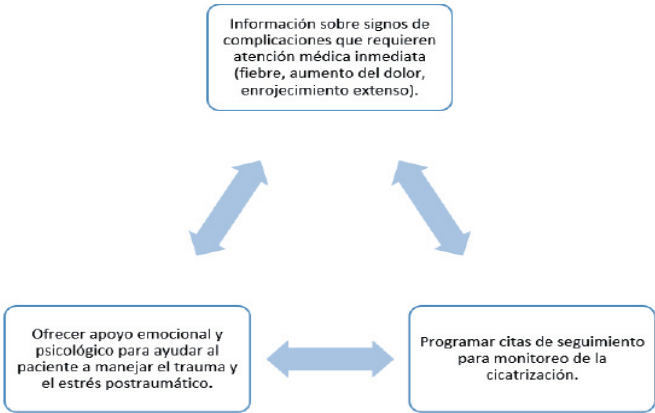 Información sobre signos de
complicaciones que requieren
atención médica inmediata
(fiebre, aumento del dolor,
enrojecimiento extenso).
Ofrecer apoyo emocional y
psicológico para ayudar al
paciente a manejar el trauma y
el estrés postraumático.
Programar citas de seguimiento
para monitoreo de la
cicatrización.